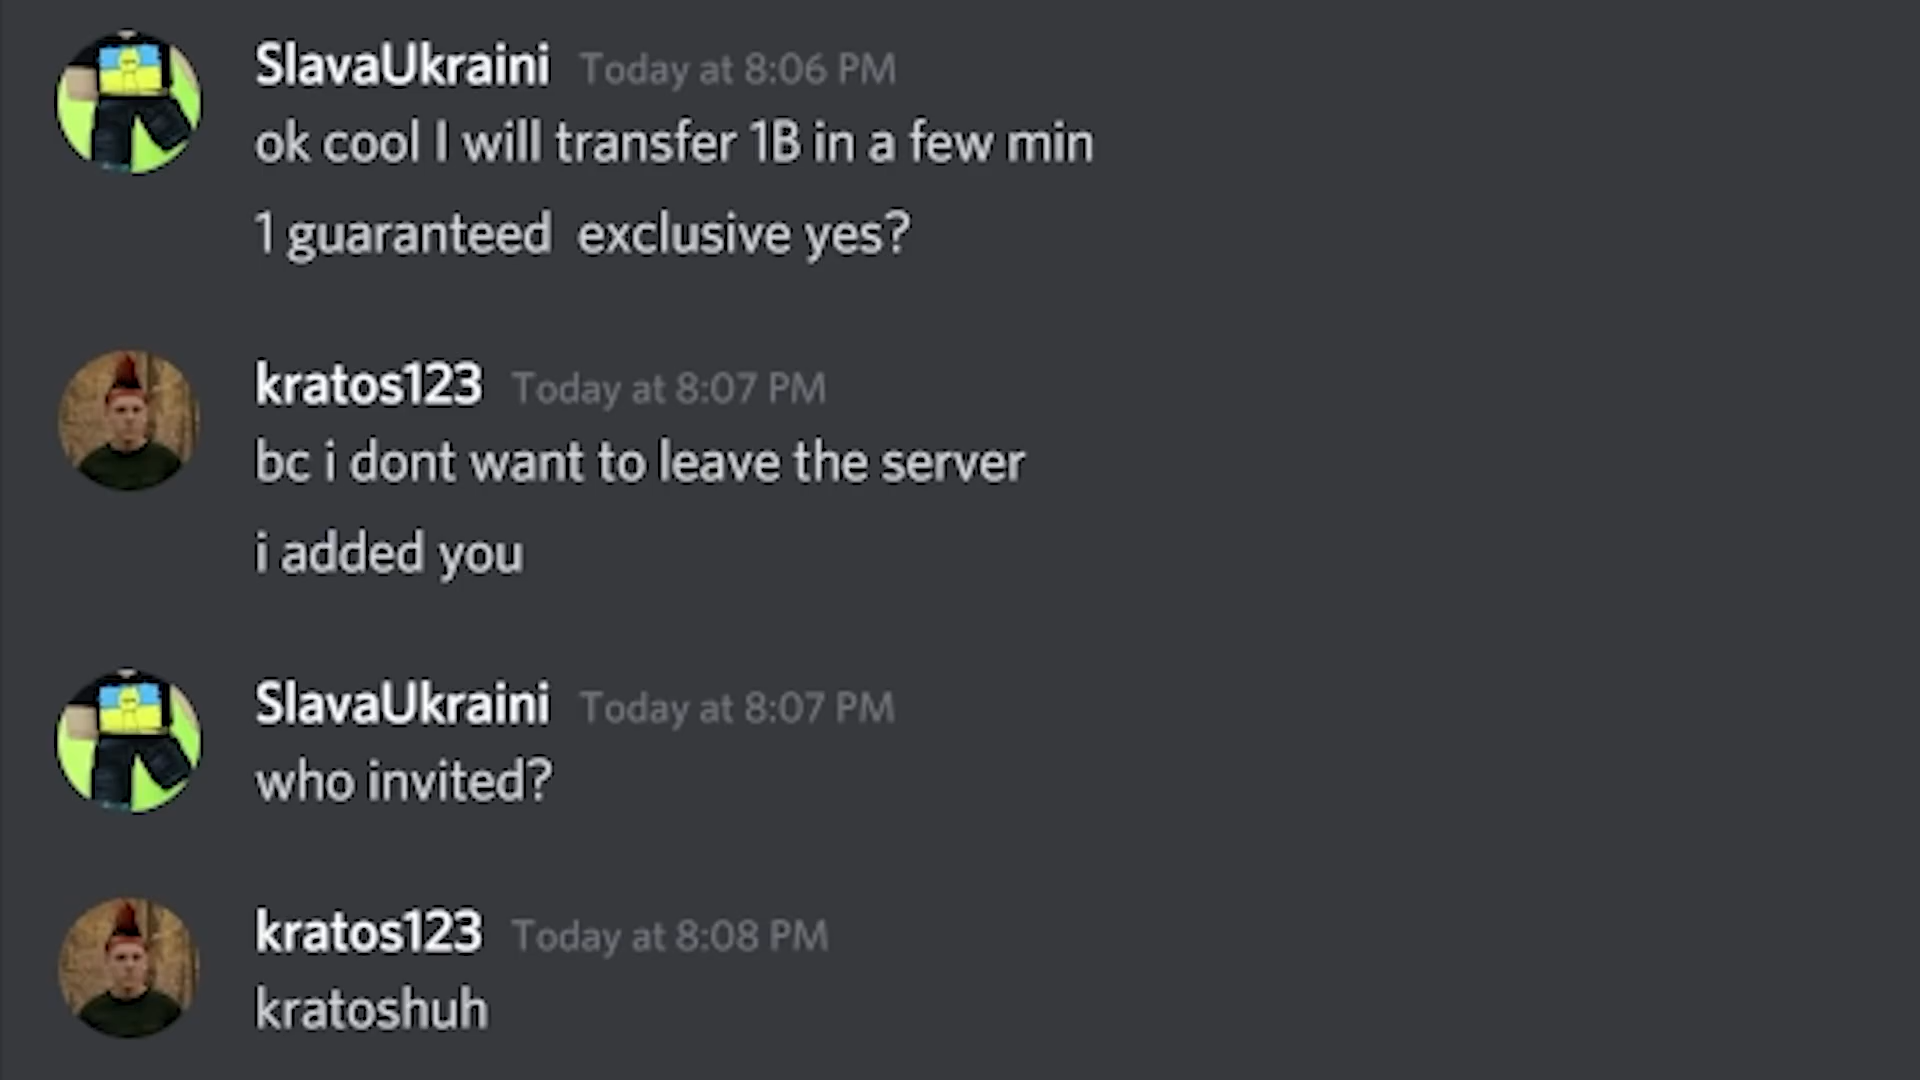 SlavaUkraini Today at 8:06 PM
ok cool I will transfer 1B in a few min
1 guaranteed  exclusive yes?
kratos123 Today at 8:07 PM
bc i dont want to leave the server
i added you
SlavaUkraini Today at 8:07 PM
who invited?
kratos123 Today at 8:08 PM
kratoshuh